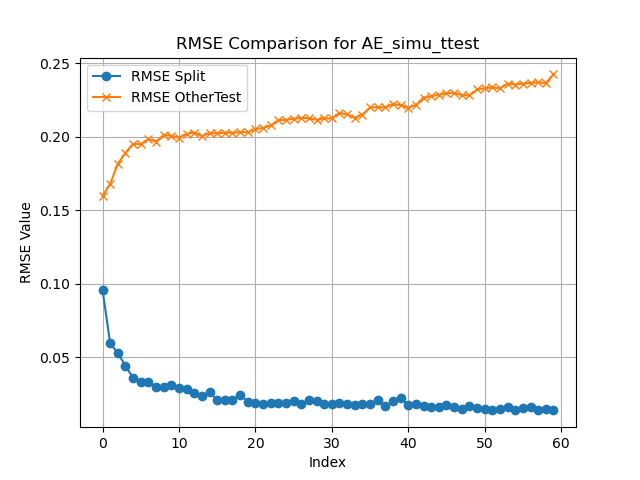 RMSE Comparison for AE_simu_ttest
RMSE Split
RMSE OtherTest
0.25
0.20
0.15
0.10
0.05
RMSE Value
0 10 20 30 40 50 60
Index